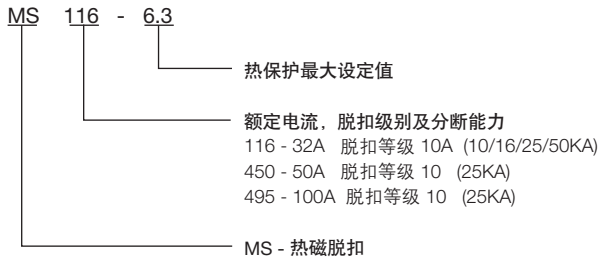 MS 116 - 6.3
热保护最大设定值
额定电流，脱扣级别及分断能力
116 - 32A 脱扣等级 10A (10/16/25/50KA)
450 - 50A 脱扣等级 10 (25KA)
495 - 100A 脱扣等级 10 (25KA)
MS - 热磁脱扣